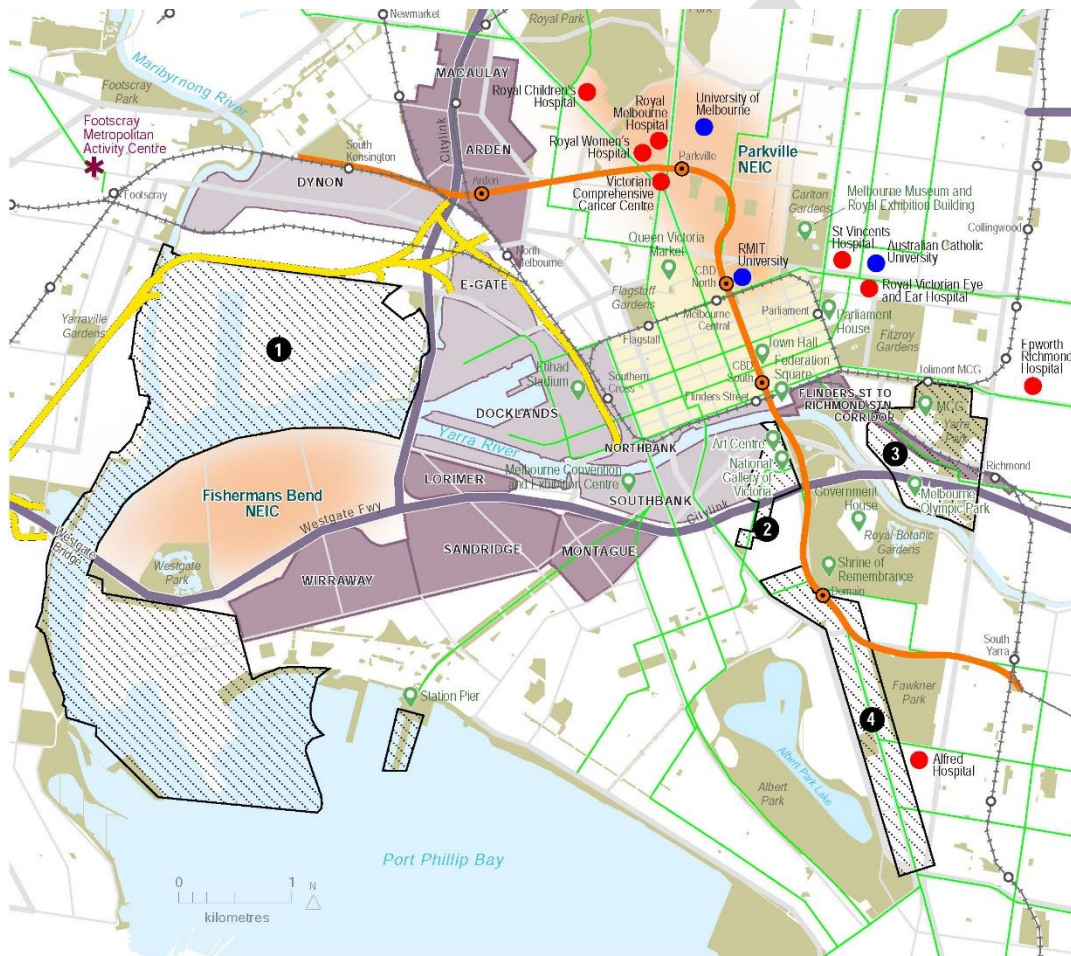 Newmarket
Royal Park
Park
Maribyrnong River
Footscray
Park
MACAULAY
Royal Children's
Hospital
Royal
Melbourne
Hospital
University of
Melbourne
Footscray
Metropolitan
Activity Centre
South
Kensington
Citylink
ARDEN
Royal Women's
Hospital
Parkville
Parkville
NEIC
DYNON
Arden
Victorian
Comprehensive
Cancer Centre
Carlton
Gardens
Melbourne Museum and
Royal Exhibition Building
Footscray
Collingwood
St Vincents
Hospital
Australian Catholic
University
North
Melbourne
Queen Victoria
Market
RMIT
University
CBD
North
Royal Victorian Eye
and Ear Hospital
E-GATE
Flagstaff
Gardens
Melbourne
Central
Parliament
Parliament
House
Yarraville
Gardens
Flagstaff
Fitzroy
Gardens
1
Etihad
Stadium
Southern
Cross
Town Hall
Federation
Square
CBD
South
Epworth
Richmond
Hospital
Jolimont MCG
DOCKLANDS
Flinders Street
FLINDERS ST TO
RICHMOND STN
CORRIDOR
MCG
Yarra
Park
Yarra River
NORTHBANK
Art Centre
3
LORIMER
Melbourne Convention
and Exhibition Centre
National
Gallery of
Victoria
Richmond
Fishermans Bend
NEIC
SOUTHBANK
Government
House
Melbourne
Olympic Park
Westgate Fwy
Citylink
2
Royal Botanic
Gardens
Westgate
Bridge
SANDRIDGE
MONTAGUE
Westgate
Park
WIRRAWAY
Shrine of
Remembrance
Domain
South
Yarra
Station Pier
Fawkner
Park
4
Albert Park Lake
Alfred
Hospital
Albert
Park
Port Phillip Bay
0 1
N
kilometres